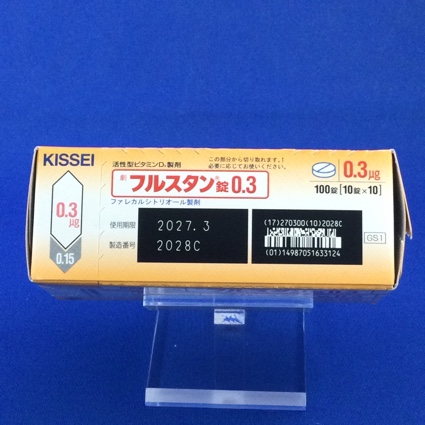 KISSEI
0.3
μg
0.15
活性型ビタミンD₃製剤
この部分から切り取れます。
必要に応じてお使いください。
劇 フルスタン®錠0.3
ファレカルシトリオール製剤
0.3μg
100錠[10錠×10]
使用期限 2027.3
製造番号 2028C
(17)270300(10)2028C
(01)14987051633124
GS1